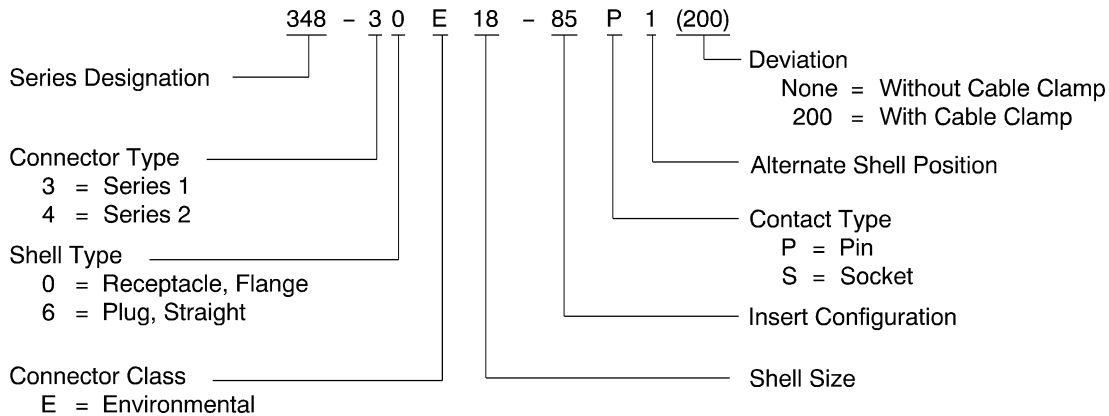 348 – 3 0 E 18 – 85 P 1 (200)
Series Designation
Connector Type
3 = Series 1
4 = Series 2
Shell Type
0 = Receptacle, Flange
6 = Plug, Straight
Connector Class
E = Environmental
Deviation
None = Without Cable Clamp
200 = With Cable Clamp
Alternate Shell Position
Contact Type
P = Pin
S = Socket
Insert Configuration
Shell Size